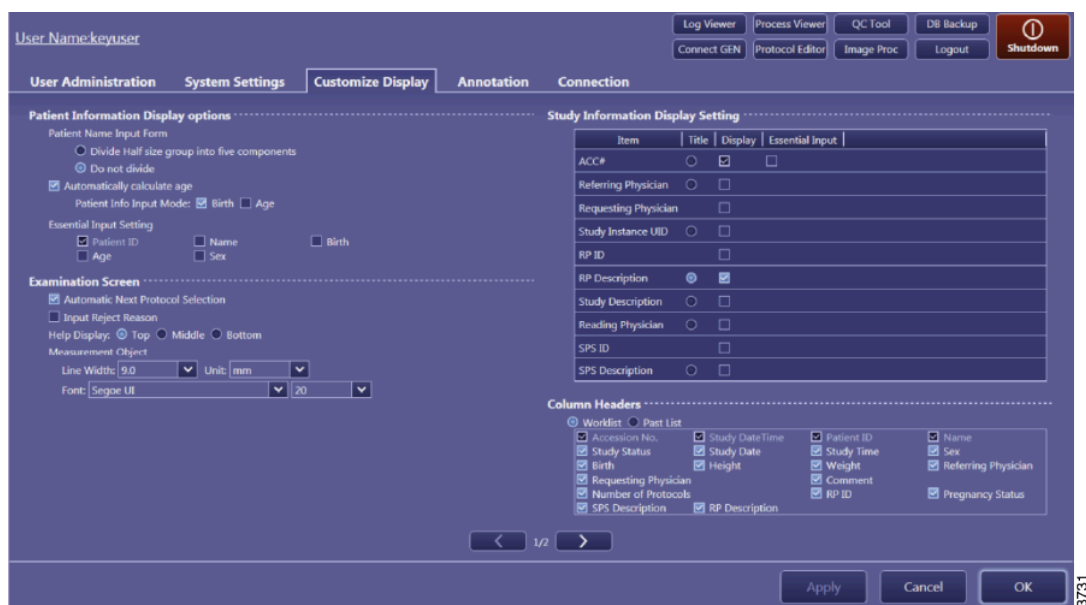 User Name:keyuser
Log Viewer Process Viewer QC Tool DB Backup
Connect GEN Protocol Editor Image Proc Logout
Shutdown
User Administration System Settings Customize Display Annotation Connection
Patient Information Display options
Patient Name Input Form
Divide Half size group into five components
Do not divide
Automatically calculate age
Patient Info Input Mode: Birth Age
Essential Input Setting
Patient ID Name Birth
Age Sex
Examination Screen
Automatic Next Protocol Selection
Input Reject Reason
Help Display: Top Middle Bottom
Measurement Object
Line Width: 9.0 Unit: mm
Font: Segoe UI 20
Study Information Display Setting
Item Title Display Essential Input
ACC#
Referring Physician
Requesting Physician
Study Instance UID
RP ID
RP Description
Study Description
Reading Physician
SPS ID
SPS Description
Column Headers
Worklist Past List
Accession No. Study DateTime Patient ID Name
Study Status Study Date Study Time Sex
Birth Height Weight Referring Physician
Requesting Physician Comment
Number of Protocols RP ID Pregnancy Status
SPS Description RP Description
1/2
Apply Cancel OK
3731